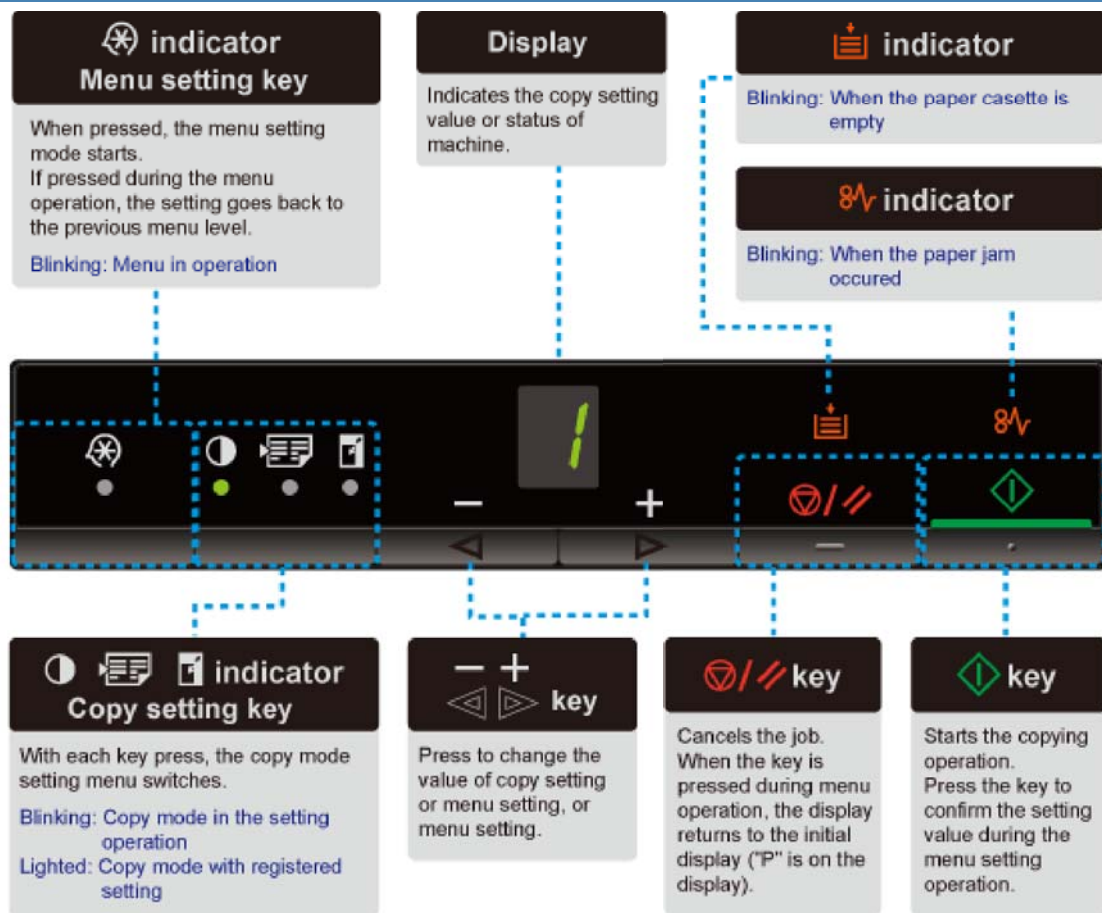 indicator
Menu setting key
When pressed, the menu setting
mode starts.
If pressed during the menu
operation, the setting goes back to
the previous menu level.
Blinking: Menu in operation
Display
Indicates the copy setting
value or status of
machine.
indicator
Blinking: When the paper casette is
empty
indicator
Blinking: When the paper jam
occured
1
− +
indicator
Copy setting key
With each key press, the copy mode
setting menu switches.
Blinking: Copy mode in the setting
operation
Lighted: Copy mode with registered
setting
− +
key
Press to change the
value of copy setting
or menu setting, or
menu setting.
/ key
Cancels the job.
When the key is
pressed during menu
operation, the display
returns to the initial
display ("P" is on the
display).
key
Starts the copying
operation.
Press the key to
confirm the setting
value during the
menu setting
operation.